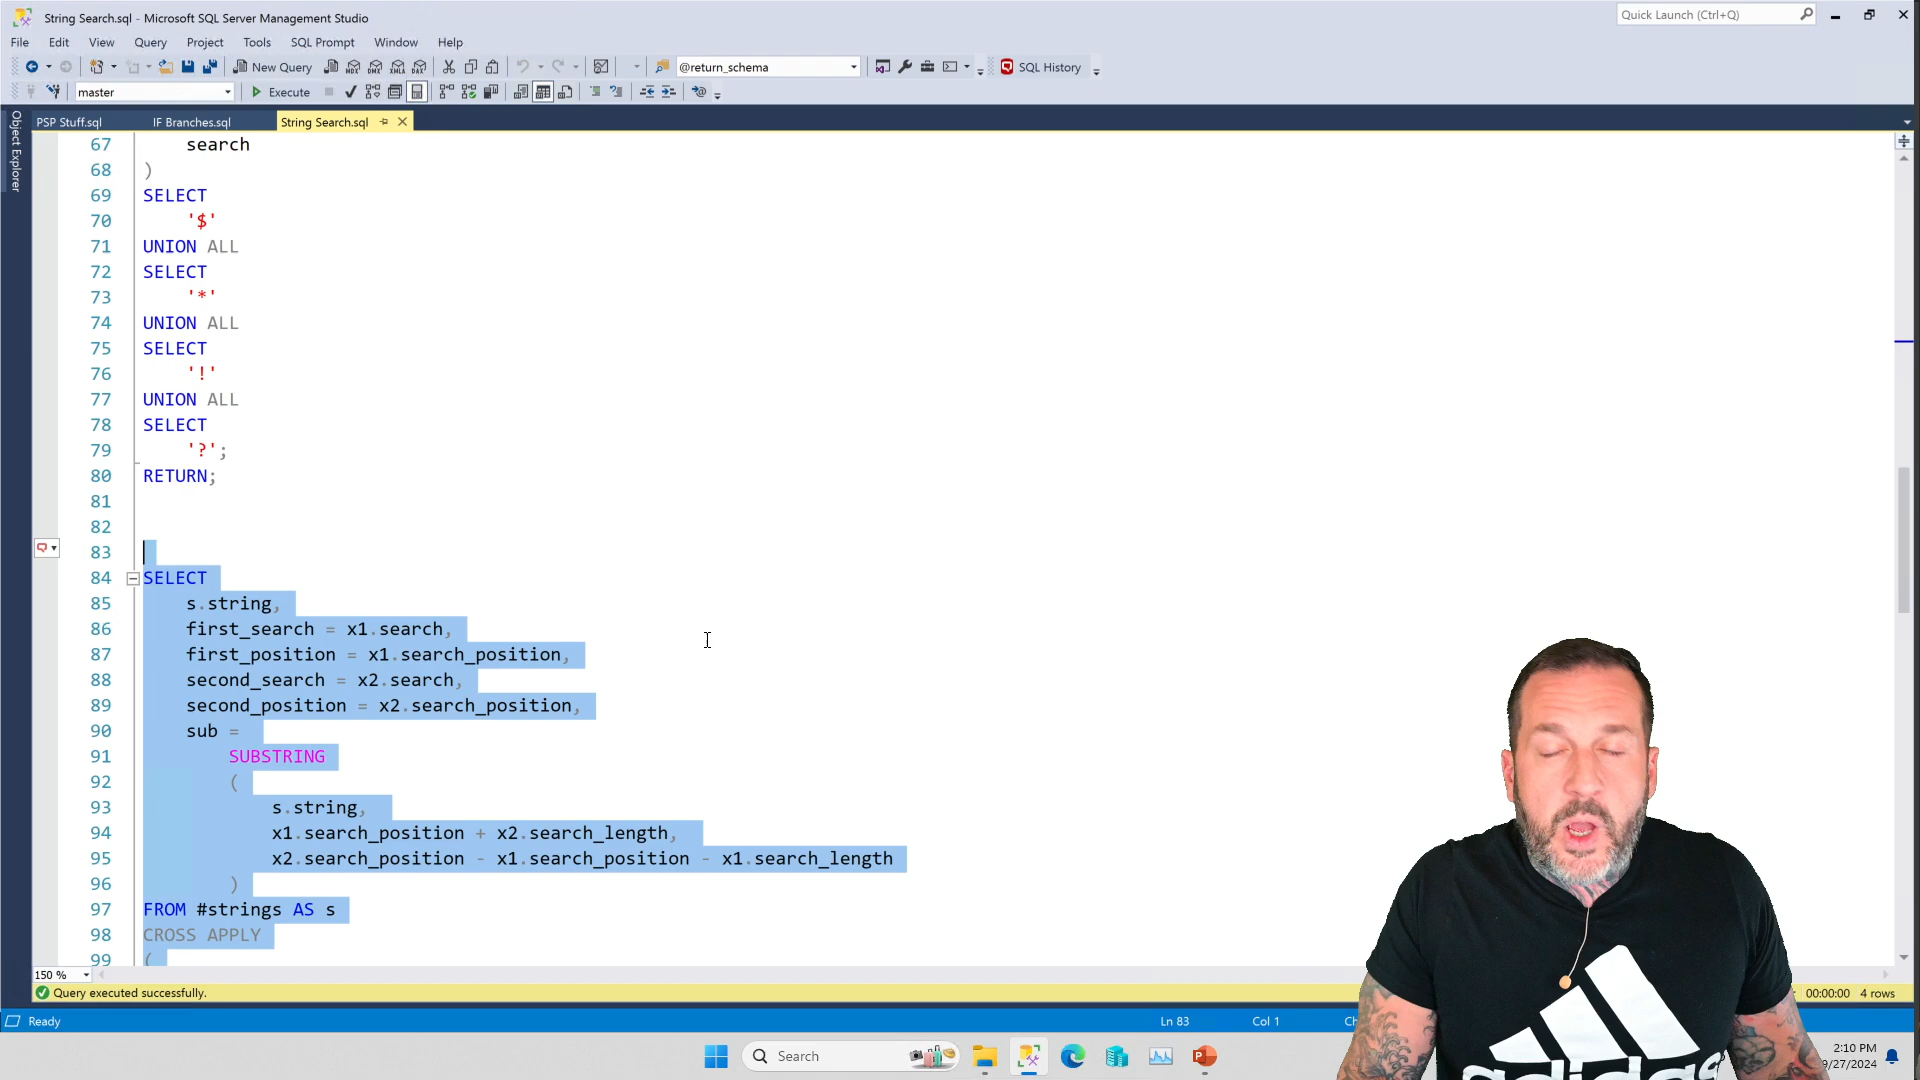 String Search.sql - Microsoft SQL Server Management Studio
Quick Launch (Ctrl+Q)
File Edit View Query Project Tools SQL Prompt Window Help
New Query
@return_schema
SQL History
master
Execute
Object Explorer
PSP Stuff.sql
IF Branches.sql
String Search.sql
67 search
68 )
69 SELECT
70 '$'
71 UNION ALL
72 SELECT
73 '*'
74 UNION ALL
75 SELECT
76 '!'
77 UNION ALL
78 SELECT
79 '?';
80 RETURN;
81
82
83
84 SELECT
85 s.string,
86 first_search = x1.search,
87 first_position = x1.search_position,
88 second_search = x2.search,
89 second_position = x2.search_position,
90 sub =
91 SUBSTRING
92 (
93 s.string,
94 x1.search_position + x2.search_length,
95 x2.search_position - x1.search_position - x1.search_length
96 )
97 FROM #strings AS s
98 CROSS APPLY
99 (
150 %
Query executed successfully.
00:00:00 4 rows
Ready
Ln 83
Col 1
Search
2:10 PM
9/27/2024
adidas